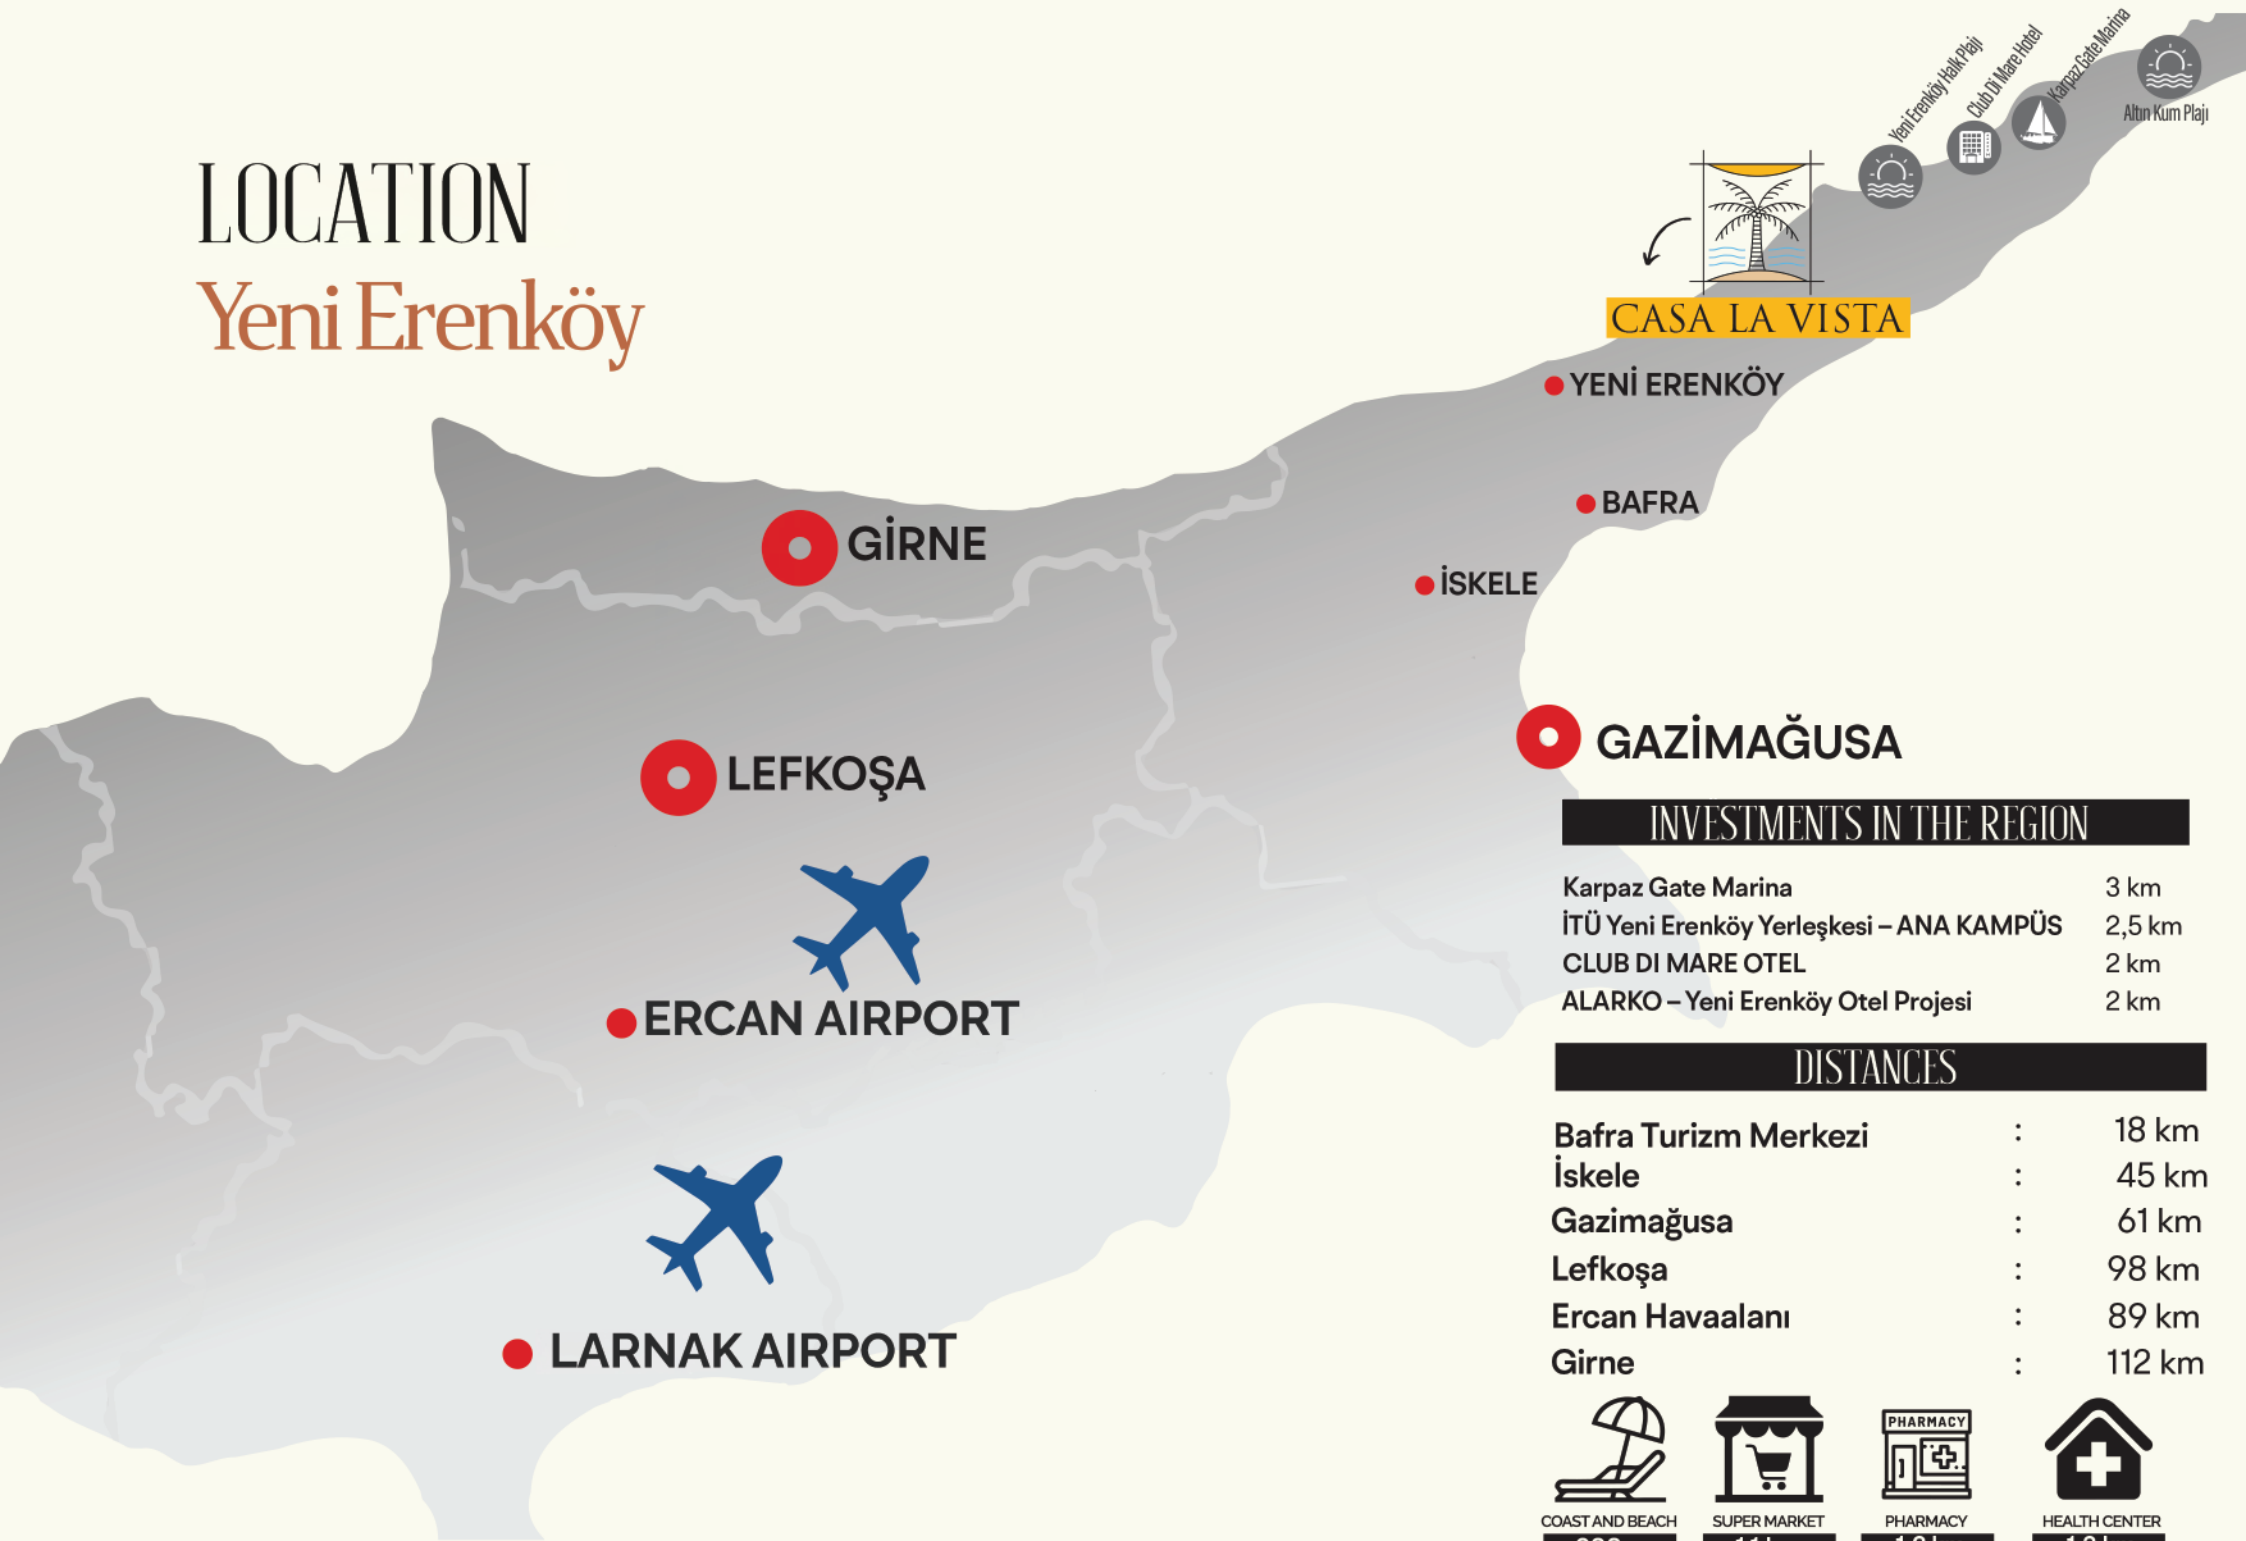 LOCATION
Yeni Erenköy
Yeni Erenköy Halk Plajı
Club Di Mare Hotel
Karpaz Gate Marina
Altın Kum Plajı
CASA LA VISTA
YENİ ERENKÖY
BAFRA
İSKELE
GİRNE
GAZİMAĞUSA
LEFKOŞA
ERCAN AIRPORT
LARNAK AIRPORT
INVESTMENTS IN THE REGION
Karpaz Gate Marina 3 km
İTÜ Yeni Erenköy Yerleşkesi – ANA KAMPÜS 2,5 km
CLUB DI MARE OTEL 2 km
ALARKO – Yeni Erenköy Otel Projesi 2 km
DISTANCES
Bafra Turizm Merkezi : 18 km
İskele : 45 km
Gazimağusa : 61 km
Lefkoşa : 98 km
Ercan Havaalanı : 89 km
Girne : 112 km
PHARMACY
COAST AND BEACH
SUPER MARKET
PHARMACY
HEALTH CENTER